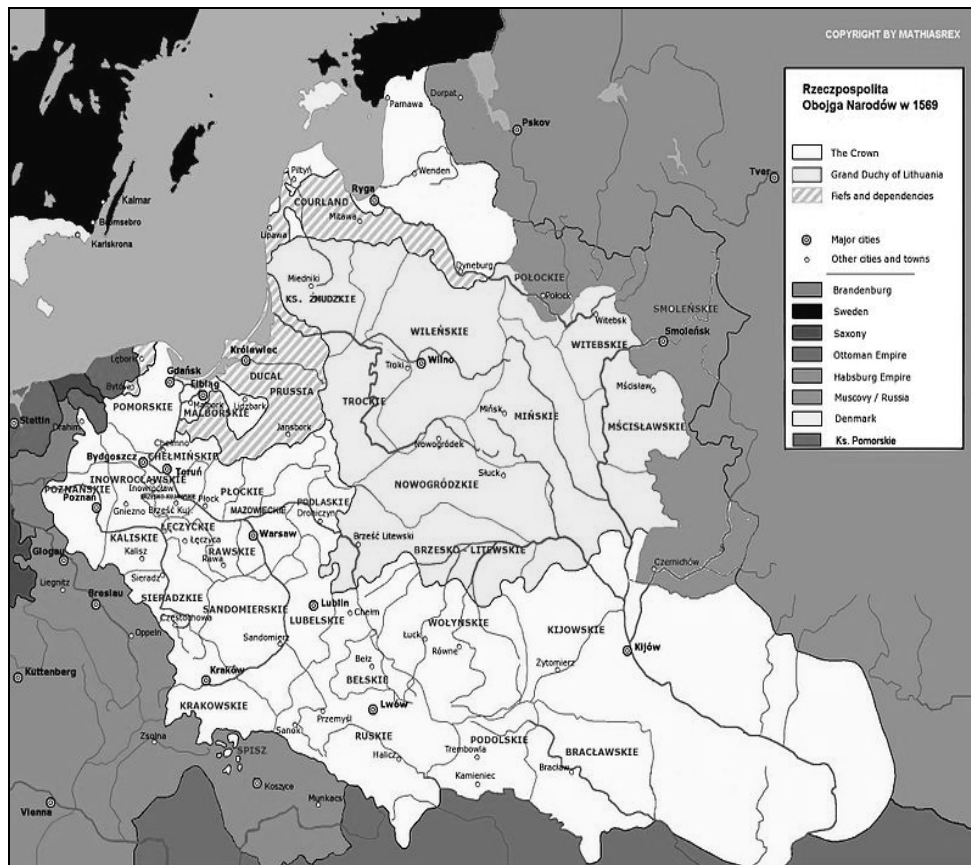 COPYRIGHT BY MATHIASREX
Rzeczpospolita
Obojga Narodów w 1569
The Crown
Grand Duchy of Lithuania
Fiefs and dependencies
Major cities
Other cities and towns
Brandenburg
Sweden
Saxony
Ottoman Empire
Habsburg Empire
Muscovy / Russia
Denmark
Ks. Pomorskie
Parnawa
Dorpat
Pskov
Tver
Wenden
Piltyń
Ryga
COURLAND
Mitawa
Kalmar
Karlskrona
Lipawa
Dyneburg
POŁOCKIE
Połock
Miedniki
KS. ŻMUDZKIE
SMOLEŃSKIE
Witebsk
WILEŃSKIE
WITEBSKIE
Smoleńsk
Królewiec
Troki
Wilno
Lębork
Gdańsk
DUCAL
PRUSSIA
Mścisław
Bytów
Elbląg
Malbork
Lidzbark
TROCKIE
Mińsk
MIŃSKIE
POMORSKIE
MALBORSKIE
MŚCISŁAWSKIE
Stettin
Drahim
Jansbork
Nowogródek
Chełmno
CHEŁMIŃSKIE
Bydgoszcz
Toruń
Słuck
INOWROCŁAWSKIE
Inowrocław
PŁOCKIE
NOWOGRÓDZKIE
POZNAŃSKIE
Poznań
Gniezno
Brześć Kuj.
Płock
MAZOWIECKIE
PODLASKIE
Drohiczyn
ŁĘCZYCKIE
KALISKIE
Łęczyca
Warsaw
Brześć Litewski
BRZESKO - LITEWSKIE
Glogau
Kalisz
RAWSKIE
Rawa
Czernichów
Liegnitz
Sieradz
Breslau
SIERADZKIE
SANDOMIERSKIE
Lublin
LUBELSKIE
Chełm
Częstochowa
WOŁYŃSKIE
Oppeln
Sandomierz
Łuck
Równe
KIJOWSKIE
Kijów
Bełz
BEŁSKIE
Żytomierz
Kuttenberg
Kraków
KRAKOWSKIE
Przemyśl
Lwów
Sanok
RUSKIE
Zsolna
SPISZ
Halicz
Trembowla
PODOLSKIE
BRACŁAWSKIE
Bracław
Kamieniec
Koszyce
Munkacs
Vienna